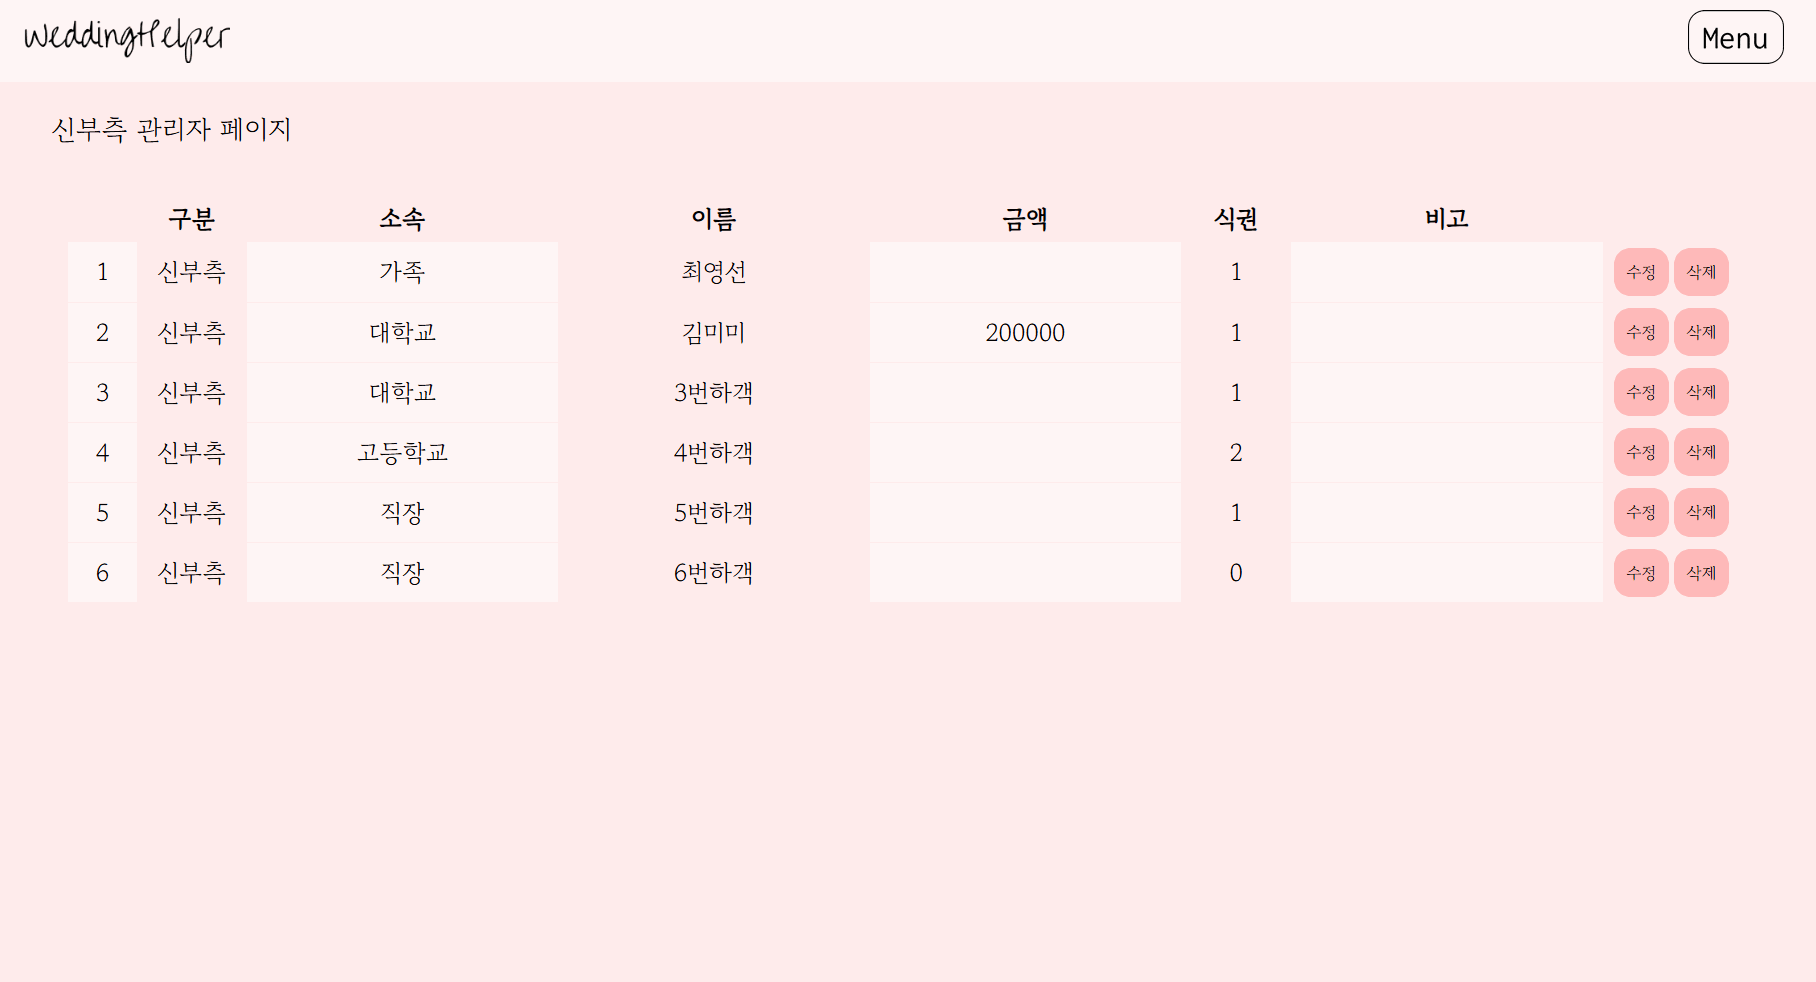 weddingHelper Menu
신부측 관리자 페이지
구분 소속 이름 금액 식권 비고
1 신부측 가족 최영선 1 수정 삭제
2 신부측 대학교 김미미 200000 1 수정 삭제
3 신부측 대학교 3번하객 1 수정 삭제
4 신부측 고등학교 4번하객 2 수정 삭제
5 신부측 직장 5번하객 1 수정 삭제
6 신부측 직장 6번하객 0 수정 삭제